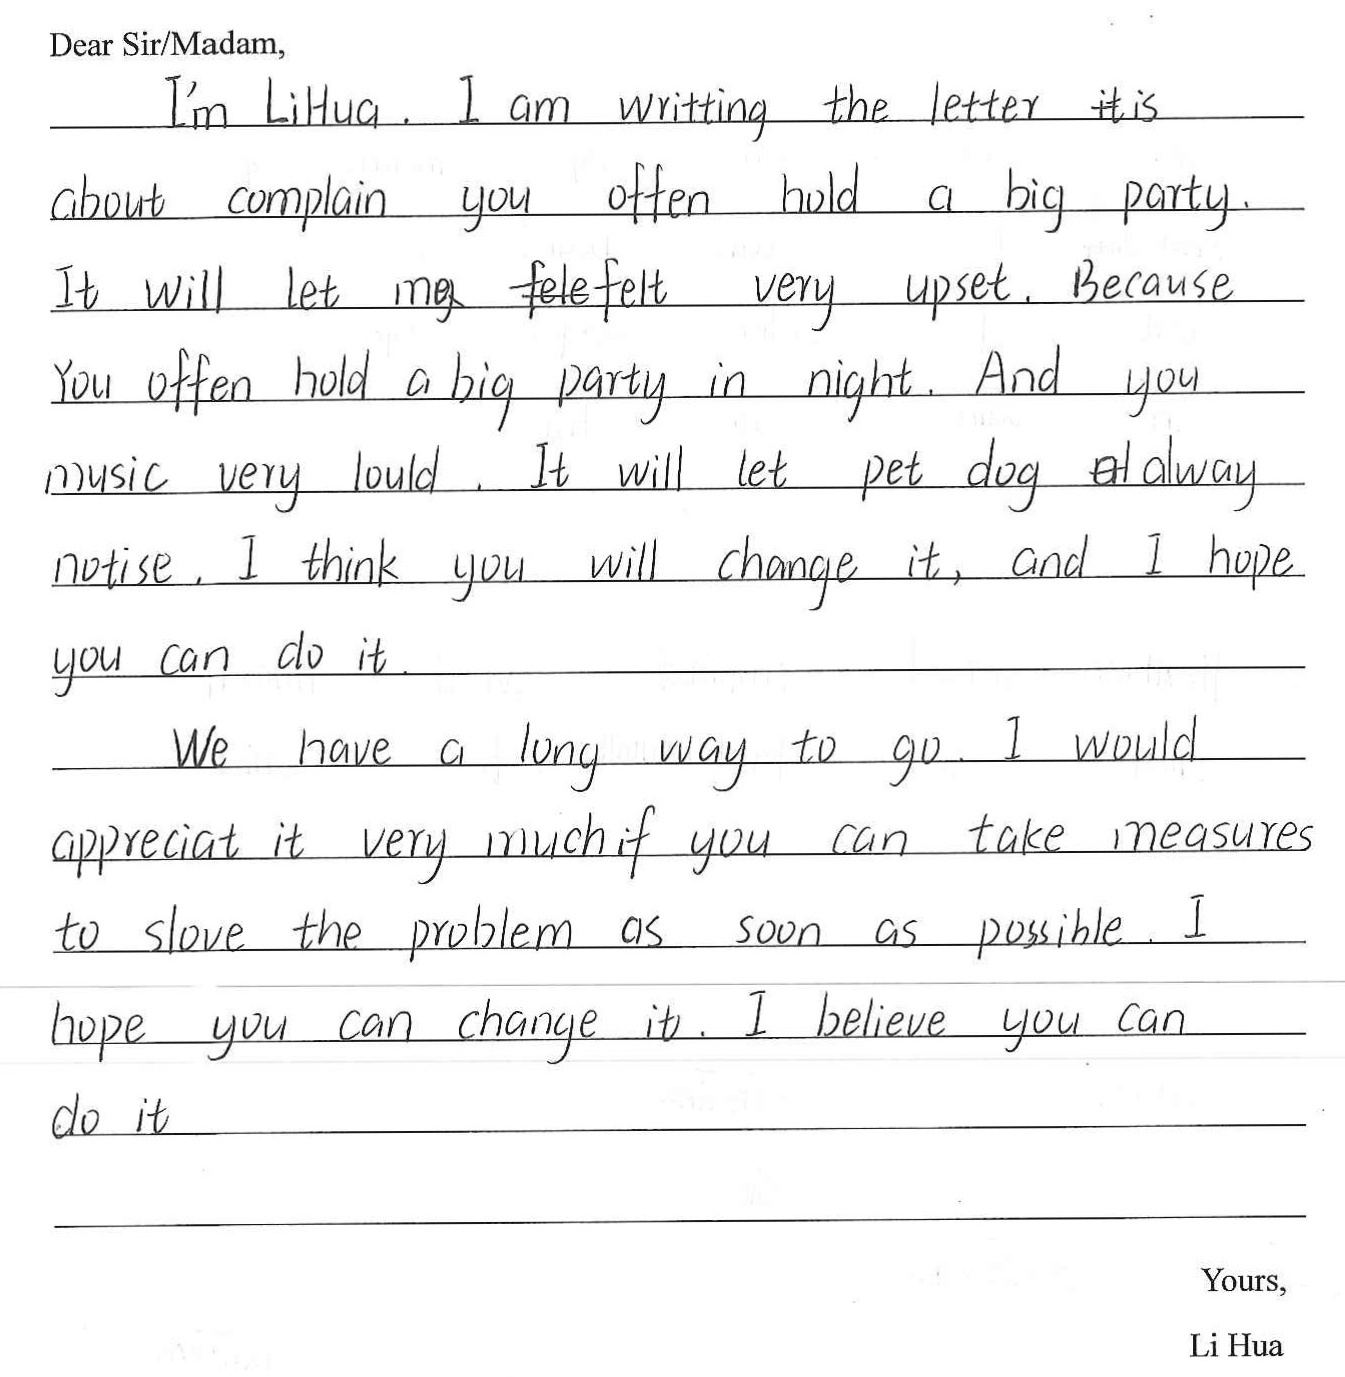 Dear Sir/Madam,
I'm LiHua. I am writting the letter it is
about complain you offen hold a big party.
It will let me fele felt very upset. Because
You offen hold a big party in night. And you
music very lould. It will let pet dog al alway
notise. I think you will change it, and I hope
you can do it.
We have a long way to go. I would
appreciat it very much if you can take measures
to slove the problem as soon as possible. I
hope you can change it. I believe you can
do it
Yours,
Li Hua